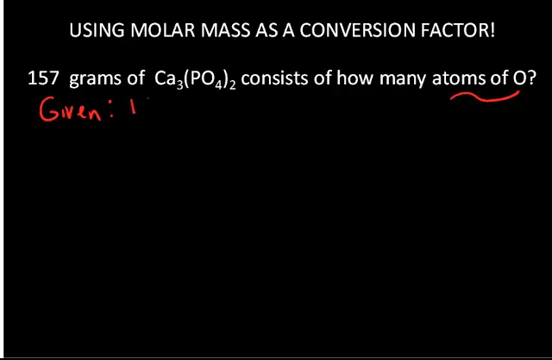 USING MOLAR MASS AS A CONVERSION FACTOR!
157 grams of Ca₃(PO₄)₂ consists of how many atoms of O?
Given: 1